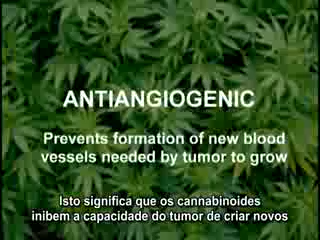 ANTIANGIOGENIC
Prevents formation of new blood
vessels needed by tumor to grow
Isto significa que os cannabinoides
inibem a capacidade do tumor de criar novos